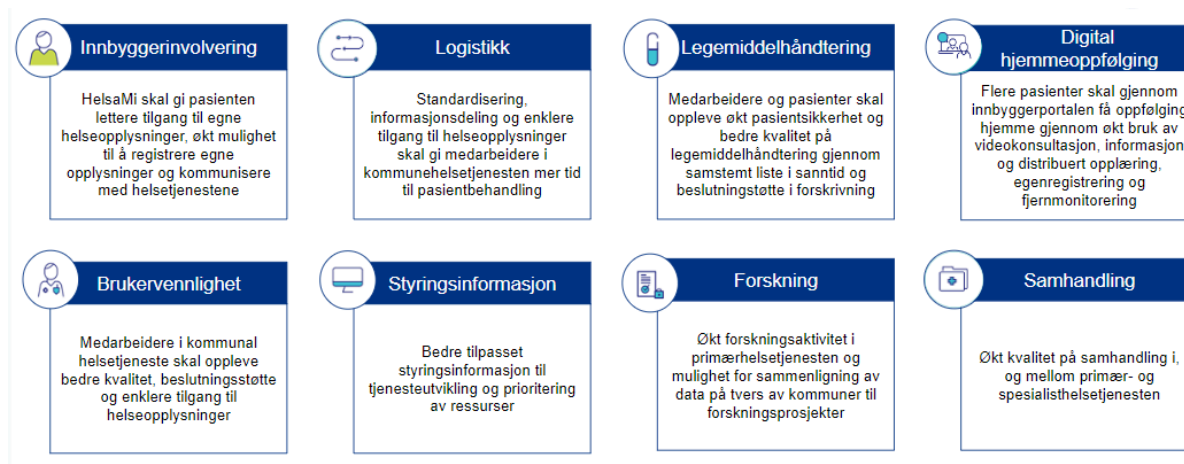 Innbyggerinvolvering
HelsaMi skal gi pasienten
lettere tilgang til egne
helseopplysninger, økt mulighet
til å registrere egne
opplysninger og kommunisere
med helsetjenestene
Logistikk
Standardisering,
informasjonsdeling og enklere
tilgang til helseopplysninger
skal gi medarbeidere i
kommunehelsetjenesten mer tid
til pasientbehandling
Legemiddelhåndtering
Medarbeidere og pasienter skal
oppleve økt pasientsikkerhet og
bedre kvalitet på
legemiddelhåndtering gjennom
samstemt liste i sanntid og
beslutningstøtte i forskrivning
Digital
hjemmeoppfølging
Flere pasienter skal gjennom
innbyggerportalen få oppfølging
hjemme gjennom økt bruk av
videokonsultasjon, informasjon
og distribuert opplæring,
egenregistrering og
fjernmonitorering
Brukervennlighet
Medarbeidere i kommunal
helsetjeneste skal oppleve
bedre kvalitet, beslutningsstøtte
og enklere tilgang til
helseopplysninger
Styringsinformasjon
Bedre tilpasset
styringsinformasjon til
tjenesteutvikling og prioritering
av ressurser
Forskning
Økt forskningsaktivitet i
primærhelsetjenesten og
mulighet for sammenligning av
data på tvers av kommuner til
forskningsprosjekter
Samhandling
Økt kvalitet på samhandling i,
og mellom primær- og
spesialisthelsetjenesten